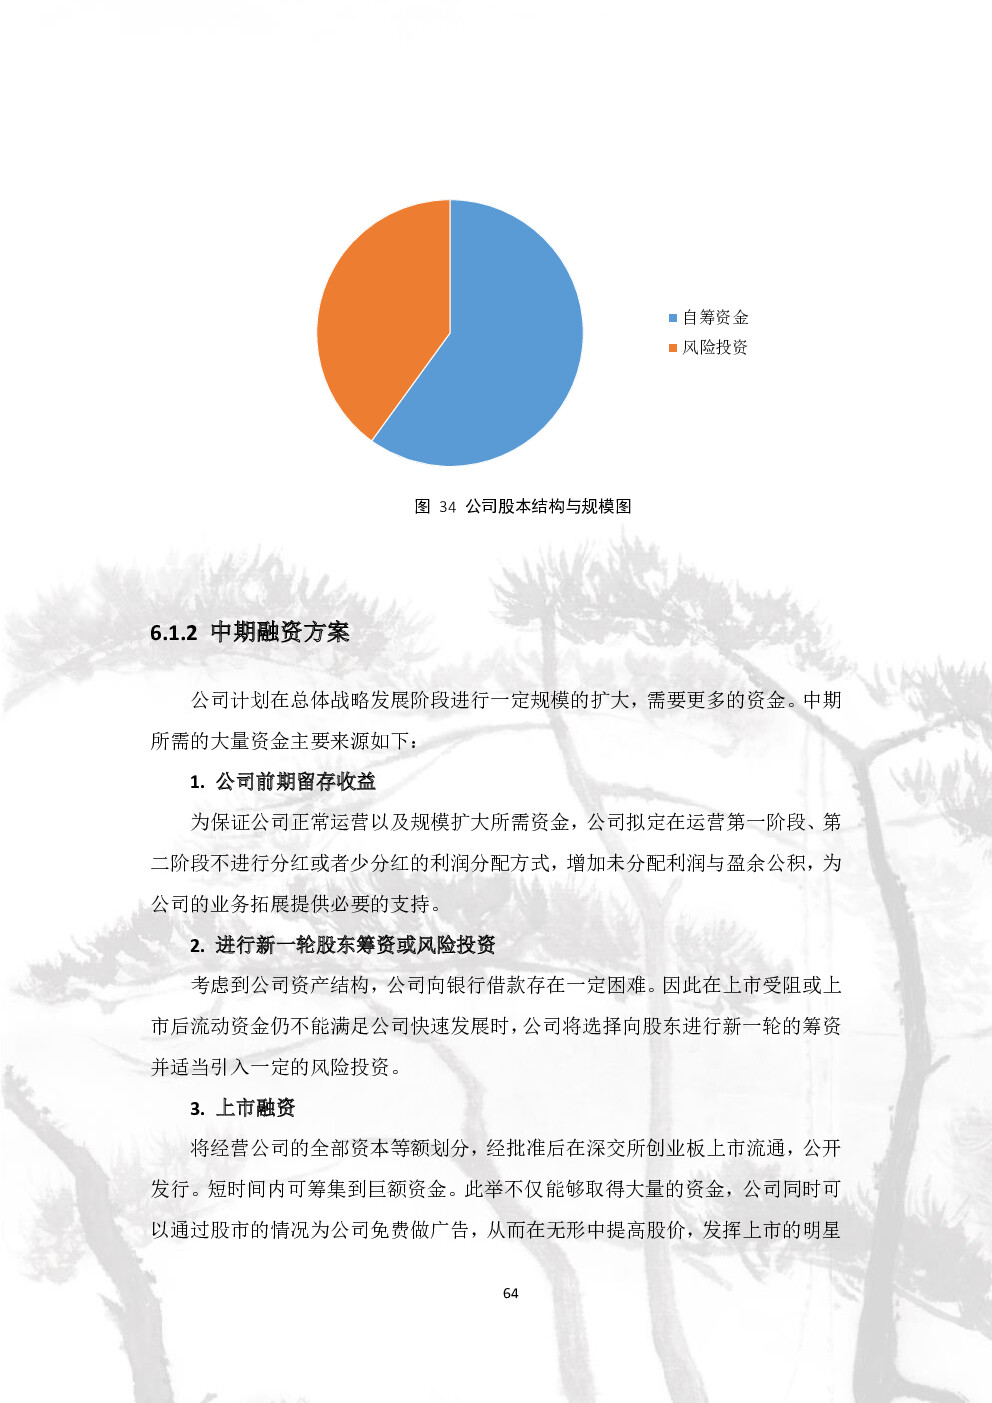 自筹资金
风险投资
图 34 公司股本结构与规模图
6.1.2 中期融资方案
公司计划在总体战略发展阶段进行一定规模的扩大，需要更多的资金。中期
所需的大量资金主要来源如下：
1. 公司前期留存收益
为保证公司正常运营以及规模扩大所需资金，公司拟定在运营第一阶段、第
二阶段不进行分红或者少分红的利润分配方式，增加未分配利润与盈余公积，为
公司的业务拓展提供必要的支持。
2. 进行新一轮股东筹资或风险投资
考虑到公司资产结构，公司向银行借款存在一定困难。因此在上市受阻或上
市后流动资金仍不能满足公司快速发展时，公司将选择向股东进行新一轮的筹资
并适当引入一定的风险投资。
3. 上市融资
将经营公司的全部资本等额划分，经批准后在深交所创业板上市流通，公开
发行。短时间内可筹集到巨额资金。此举不仅能够取得大量的资金，公司同时可
以通过股市的情况为公司免费做广告，从而在无形中提高股价，发挥上市的明星
64